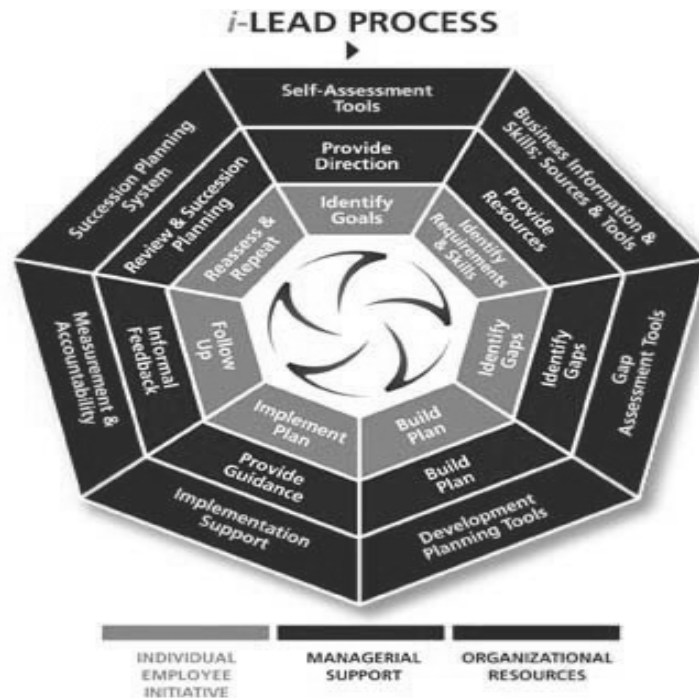 i-LEAD PROCESS
Self-Assessment
Tools
Provide
Direction
Identify
Goals
Business Information &
Skills; Sources & Tools
Provide
Resources
Identify
Requirements
& Skills
Gap
Assessment Tools
Identify
Gaps
Identify
Gaps
Development
Planning Tools
Build
Plan
Build
Plan
Implementation
Support
Provide
Guidance
Implement
Plan
Measurement &
Accountability
Informal
Feedback
Follow
Up
Succession Planning
System
Review & Succession
Planning
Reassess &
Repeat
INDIVIDUAL
EMPLOYEE
INITIATIVE
MANAGERIAL
SUPPORT
ORGANIZATIONAL
RESOURCES